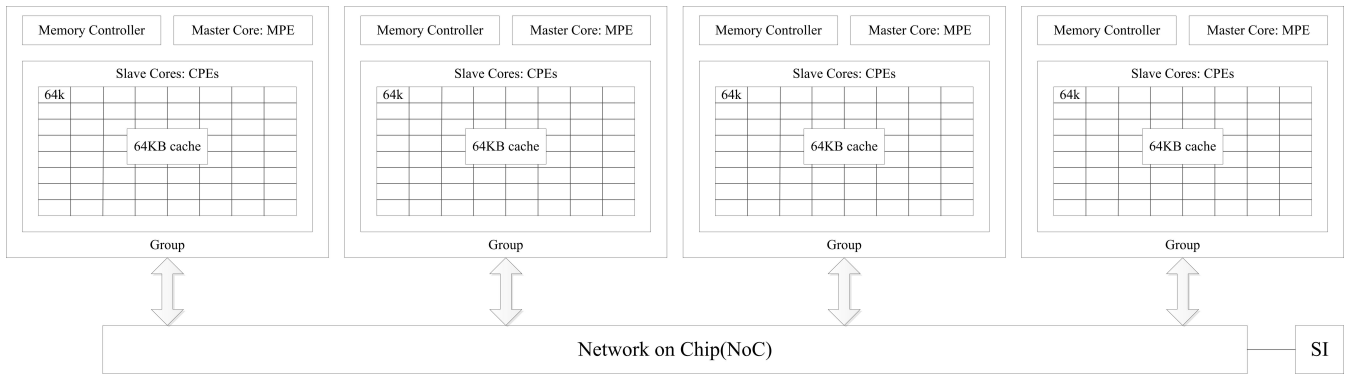 Memory Controller
Master Core: MPE
Slave Cores: CPEs
64k
64KB cache
Group
Memory Controller
Master Core: MPE
Slave Cores: CPEs
64k
64KB cache
Group
Memory Controller
Master Core: MPE
Slave Cores: CPEs
64k
64KB cache
Group
Memory Controller
Master Core: MPE
Slave Cores: CPEs
64k
64KB cache
Group
Network on Chip(NoC)
SI